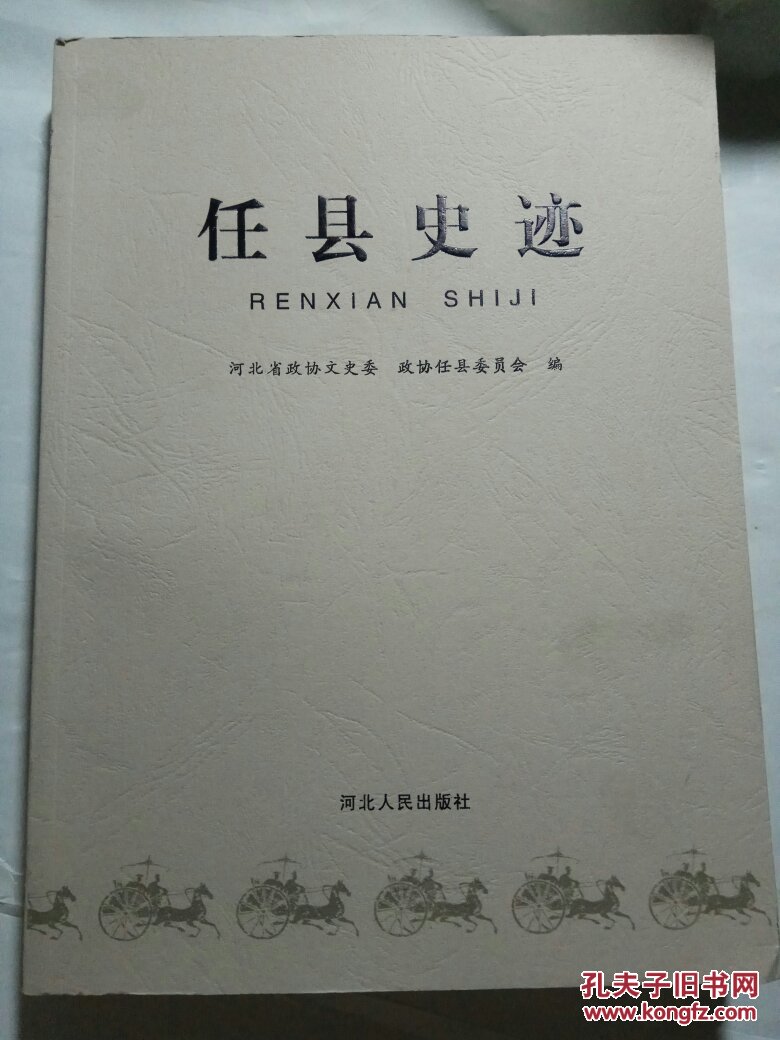 任县史迹
RENXIAN SHIJI
河北省政协文史委 政协任县委员会 编
河北人民出版社
孔夫子旧书网
www.kongfz.com